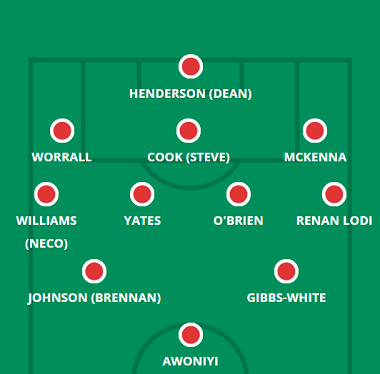 HENDERSON (DEAN)
WORRALL COOK (STEVE) MCKENNA
WILLIAMS (NECO) YATES O'BRIEN RENAN LODI
JOHNSON (BRENNAN) GIBBS-WHITE
AWONIYI